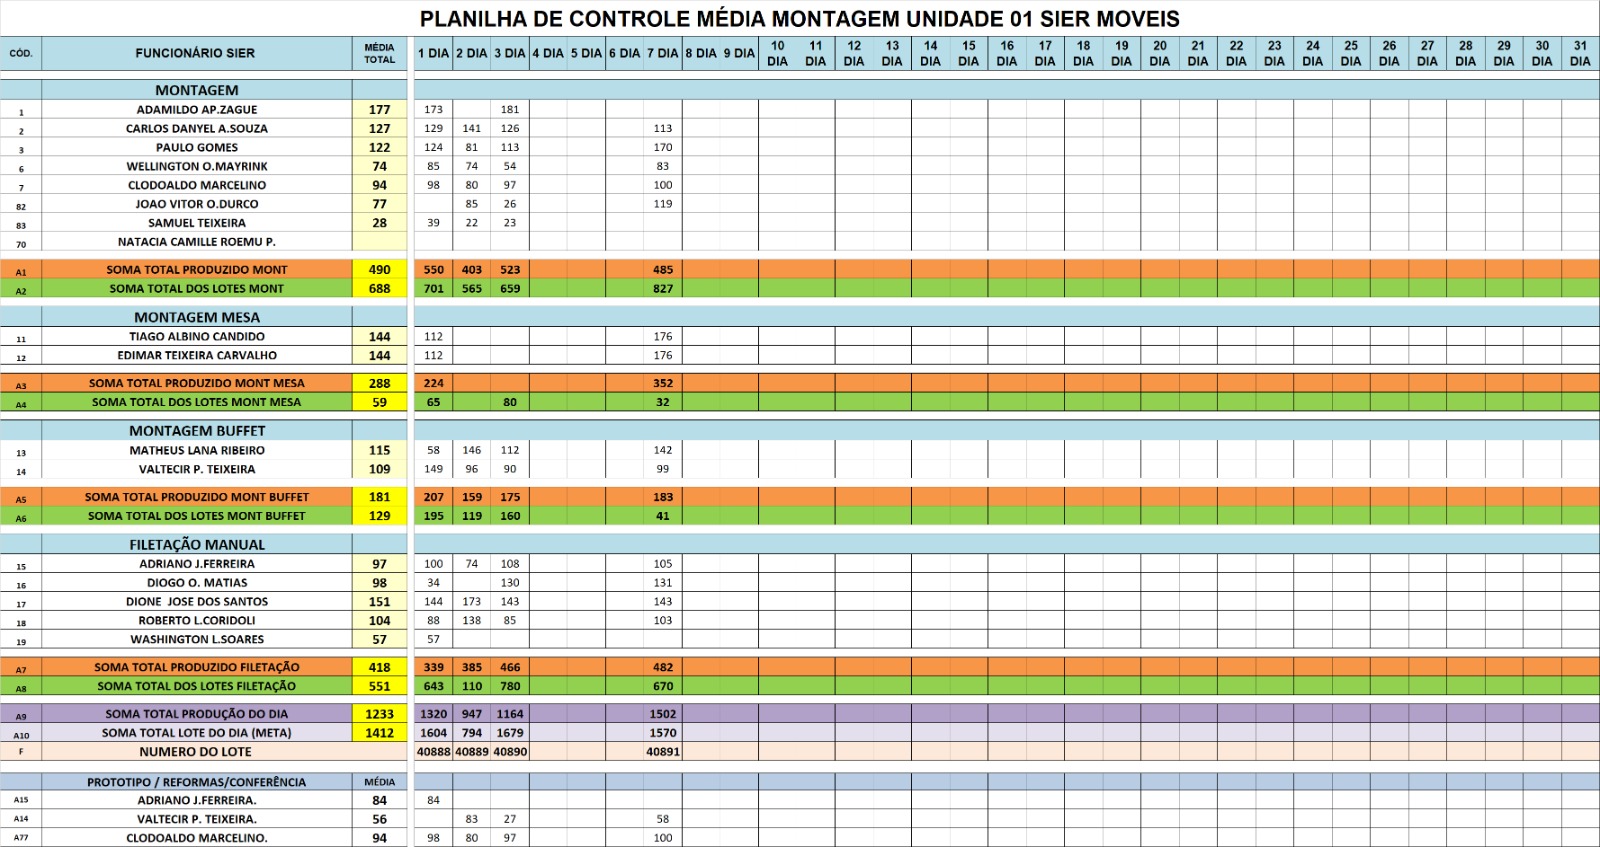 PLANILHA DE CONTROLE MÉDIA MONTAGEM UNIDADE 01 SIER MOVEIS
CÓD. FUNCIONÁRIO SIER MÉDIA TOTAL 1 DIA 2 DIA 3 DIA 4 DIA 5 DIA 6 DIA 7 DIA 8 DIA 9 DIA 10 DIA 11 DIA 12 DIA 13 DIA 14 DIA 15 DIA 16 DIA 17 DIA 18 DIA 19 DIA 20 DIA 21 DIA 22 DIA 23 DIA 24 DIA 25 DIA 26 DIA 27 DIA 28 DIA 29 DIA 30 DIA 31 DIA
MONTAGEM
1 ADAMILDO AP.ZAGUE 177 173 181
2 CARLOS DANYEL A.SOUZA 127 129 141 126 113
3 PAULO GOMES 122 124 81 113 170
6 WELLINGTON O.MAYRINK 74 85 74 54 83
7 CLODOALDO MARCELINO 94 98 80 97 100
82 JOAO VITOR O.DURCO 77 85 26 119
83 SAMUEL TEIXEIRA 28 39 22 23
70 NATACIA CAMILLE ROEMU P.
A1 SOMA TOTAL PRODUZIDO MONT 490 550 403 523 485
A2 SOMA TOTAL DOS LOTES MONT 688 701 565 659 827
MONTAGEM MESA
11 TIAGO ALBINO CANDIDO 144 112 176
12 EDIMAR TEIXEIRA CARVALHO 144 112 176
A3 SOMA TOTAL PRODUZIDO MONT MESA 288 224 352
A4 SOMA TOTAL DOS LOTES MONT MESA 59 65 80 32
MONTAGEM BUFFET
13 MATHEUS LANA RIBEIRO 115 58 146 112 142
14 VALTECIR P. TEIXEIRA 109 149 96 90 99
A5 SOMA TOTAL PRODUZIDO MONT BUFFET 181 207 159 175 183
A6 SOMA TOTAL DOS LOTES MONT BUFFET 129 195 119 160 41
FILETAÇÃO MANUAL
15 ADRIANO J.FERREIRA 97 100 74 108 105
16 DIOGO O. MATIAS 98 34 130 131
17 DIONE JOSE DOS SANTOS 151 144 173 143 143
18 ROBERTO L.CORIDOLI 104 88 138 85 103
19 WASHINGTON L.SOARES 57 57
A7 SOMA TOTAL PRODUZIDO FILETAÇÃO 418 339 385 466 482
A8 SOMA TOTAL DOS LOTES FILETAÇÃO 551 643 110 780 670
A9 SOMA TOTAL PRODUÇÃO DO DIA 1233 1320 947 1164 1502
A10 SOMA TOTAL LOTE DO DIA (META) 1412 1604 794 1679 1570
F NUMERO DO LOTE 40888 40889 40890 40891
PROTOTIPO / REFORMAS/CONFERÊNCIA MÉDIA
A15 ADRIANO J.FERREIRA. 84 84
A14 VALTECIR P. TEIXEIRA. 56 83 27 58
A77 CLODOALDO MARCELINO. 94 98 80 97 100